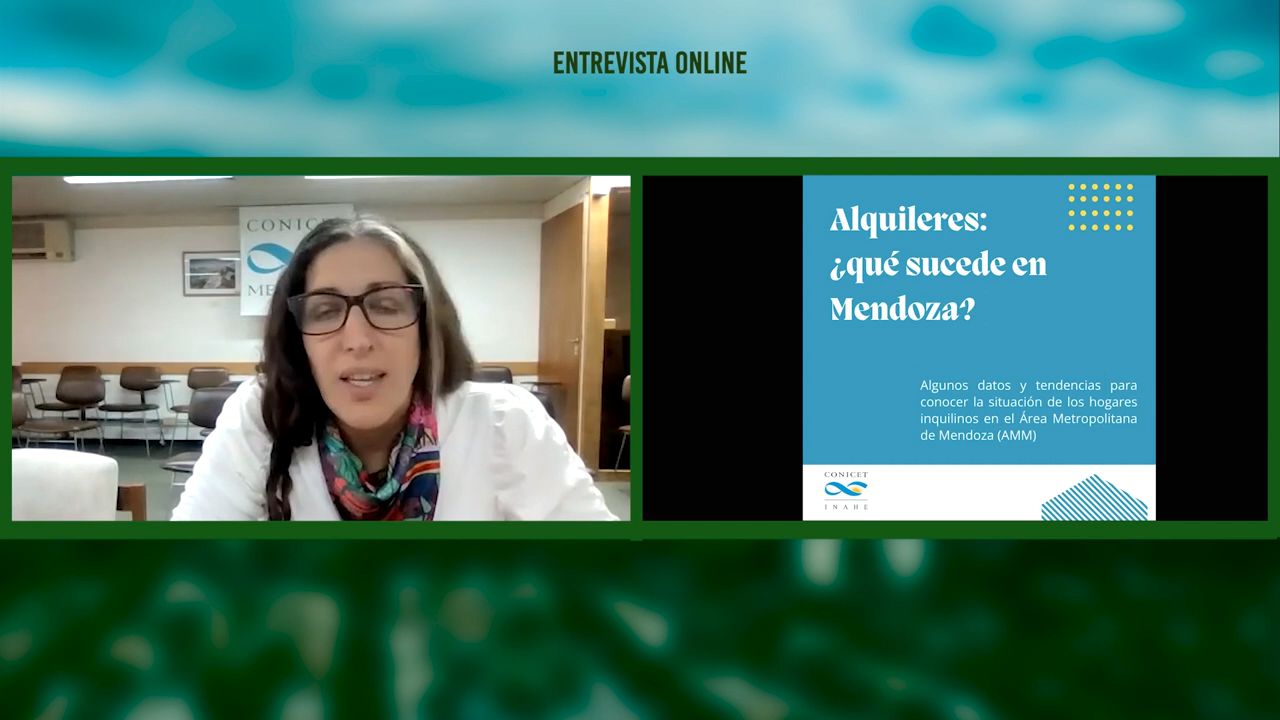 ENTREVISTA ONLINE
CONIC
ME
Alquileres:
¿qué sucede en
Mendoza?
Algunos datos y tendencias para
conocer la situación de los hogares
inquilinos en el Área Metropolitana
de Mendoza (AMM)
CONICET
INAHE